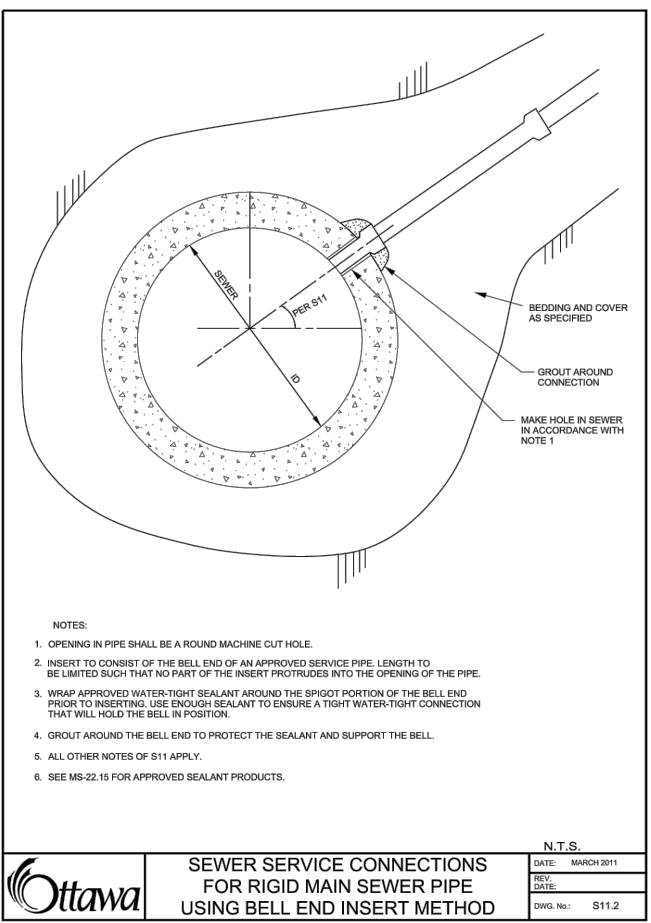 SEWER
PER S11
ID
BEDDING AND COVER
AS SPECIFIED
GROUT AROUND
CONNECTION
MAKE HOLE IN SEWER
IN ACCORDANCE WITH
NOTE 1
NOTES:
1. OPENING IN PIPE SHALL BE A ROUND MACHINE CUT HOLE.
2. INSERT TO CONSIST OF THE BELL END OF AN APPROVED SERVICE PIPE. LENGTH TO
BE LIMITED SUCH THAT NO PART OF THE INSERT PROTRUDES INTO THE OPENING OF THE PIPE.
3. WRAP APPROVED WATER-TIGHT SEALANT AROUND THE SPIGOT PORTION OF THE BELL END
PRIOR TO INSERTING. USE ENOUGH SEALANT TO ENSURE A TIGHT WATER-TIGHT CONNECTION
THAT WILL HOLD THE BELL IN POSITION.
4. GROUT AROUND THE BELL END TO PROTECT THE SEALANT AND SUPPORT THE BELL.
5. ALL OTHER NOTES OF S11 APPLY.
6. SEE MS-22.15 FOR APPROVED SEALANT PRODUCTS.
N.T.S.
Ottawa
SEWER SERVICE CONNECTIONS
FOR RIGID MAIN SEWER PIPE
USING BELL END INSERT METHOD
DATE: MARCH 2011
REV.
DATE:
DWG. No.: S11.2